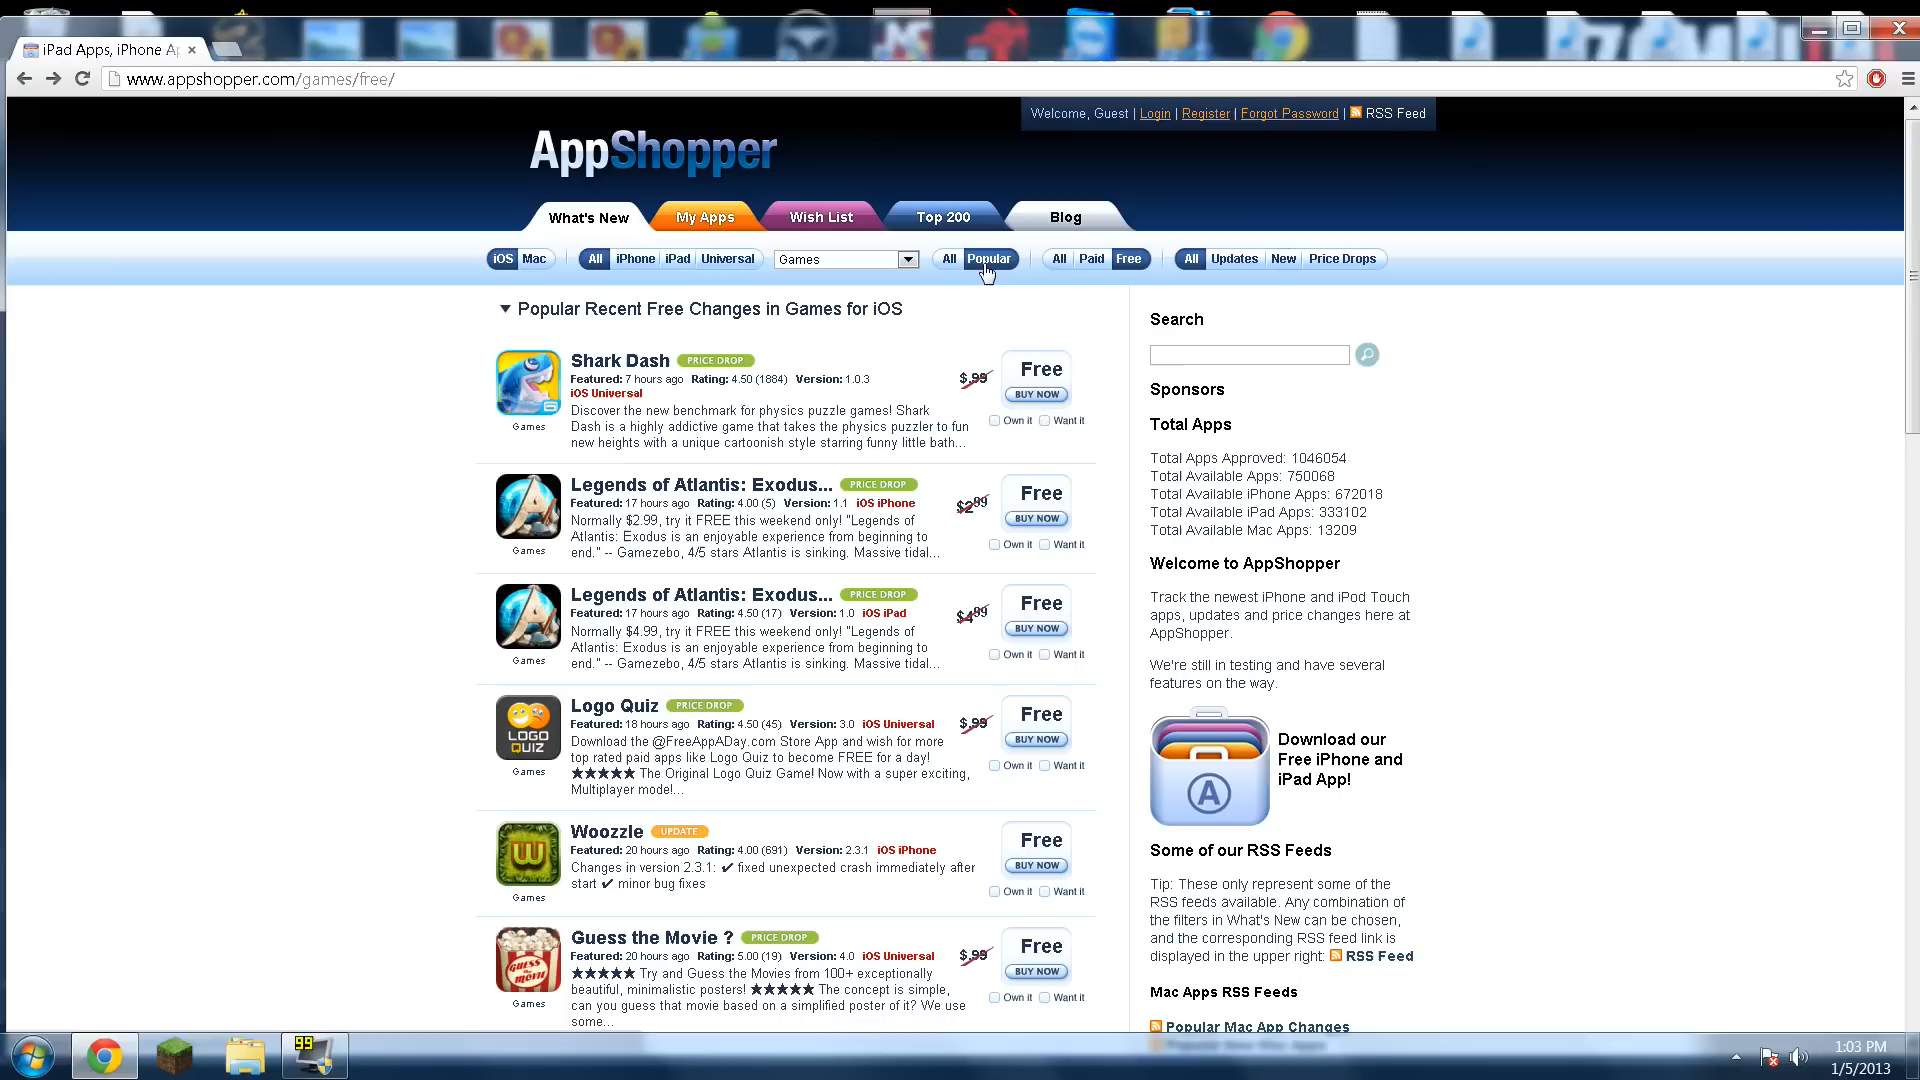 iPad Apps, iPhone Ap
www.appshopper.com/games/free/
Welcome, Guest | Login | Register | Forgot Password | RSS Feed
AppShopper
What's New My Apps Wish List Top 200 Blog
iOS Mac All iPhone iPad Universal Games All Popular All Paid Free All Updates New Price Drops
Popular Recent Free Changes in Games for iOS
Shark Dash PRICE DROP
Featured: 7 hours ago Rating: 4.50 (1884) Version: 1.0.3
iOS Universal
Discover the new benchmark for physics puzzle games! Shark
Dash is a highly addictive game that takes the physics puzzler to fun
new heights with a unique cartoonish style starring funny little bath...
Games
$.99
Free
BUY NOW
Own it Want it
Legends of Atlantis: Exodus... PRICE DROP
Featured: 17 hours ago Rating: 4.00 (5) Version: 1.1 iOS iPhone
Normally $2.99, try it FREE this weekend only! "Legends of
Atlantis: Exodus is an enjoyable experience from beginning to
end." -- Gamezebo, 4/5 stars Atlantis is sinking. Massive tidal...
Games
$2.99
Free
BUY NOW
Own it Want it
Legends of Atlantis: Exodus... PRICE DROP
Featured: 17 hours ago Rating: 4.50 (17) Version: 1.0 iOS iPad
Normally $4.99, try it FREE this weekend only! "Legends of
Atlantis: Exodus is an enjoyable experience from beginning to
end." -- Gamezebo, 4/5 stars Atlantis is sinking. Massive tidal...
Games
$4.99
Free
BUY NOW
Own it Want it
LOGO
QUIZ
Logo Quiz PRICE DROP
Featured: 18 hours ago Rating: 4.50 (45) Version: 3.0 iOS Universal
Download the @FreeAppADay.com Store App and wish for more
top rated paid apps like Logo Quiz to become FREE for a day!
★★★★★ The Original Logo Quiz Game! Now with a super exciting,
Multiplayer mode!...
Games
$.99
Free
BUY NOW
Own it Want it
W
Woozzle UPDATE
Featured: 20 hours ago Rating: 4.00 (691) Version: 2.3.1 iOS iPhone
Changes in version 2.3.1: ✔ fixed unexpected crash immediately after
start ✔ minor bug fixes
Games
Free
BUY NOW
Own it Want it
GUESS
THE MOVIE
Guess the Movie ? PRICE DROP
Featured: 20 hours ago Rating: 5.00 (19) Version: 4.0 iOS Universal
★★★★★ Try and Guess the Movies from 100+ exceptionally
beautiful, minimalistic posters! ★★★★★ The concept is simple,
can you guess that movie based on a simplified poster of it? We use
some...
Games
$.99
Free
BUY NOW
Own it Want it
Search
Sponsors
Total Apps
Total Apps Approved: 1046054
Total Available Apps: 750068
Total Available iPhone Apps: 672018
Total Available iPad Apps: 333102
Total Available Mac Apps: 13209
Welcome to AppShopper
Track the newest iPhone and iPod Touch
apps, updates and price changes here at
AppShopper.
We're still in testing and have several
features on the way.
A
Download our
Free iPhone and
iPad App!
Some of our RSS Feeds
Tip: These only represent some of the
RSS feeds available. Any combination of
the filters in What's New can be chosen,
and the corresponding RSS feed link is
displayed in the upper right: RSS Feed
Mac Apps RSS Feeds
Popular Mac App Changes
99
1:03 PM
1/5/2013